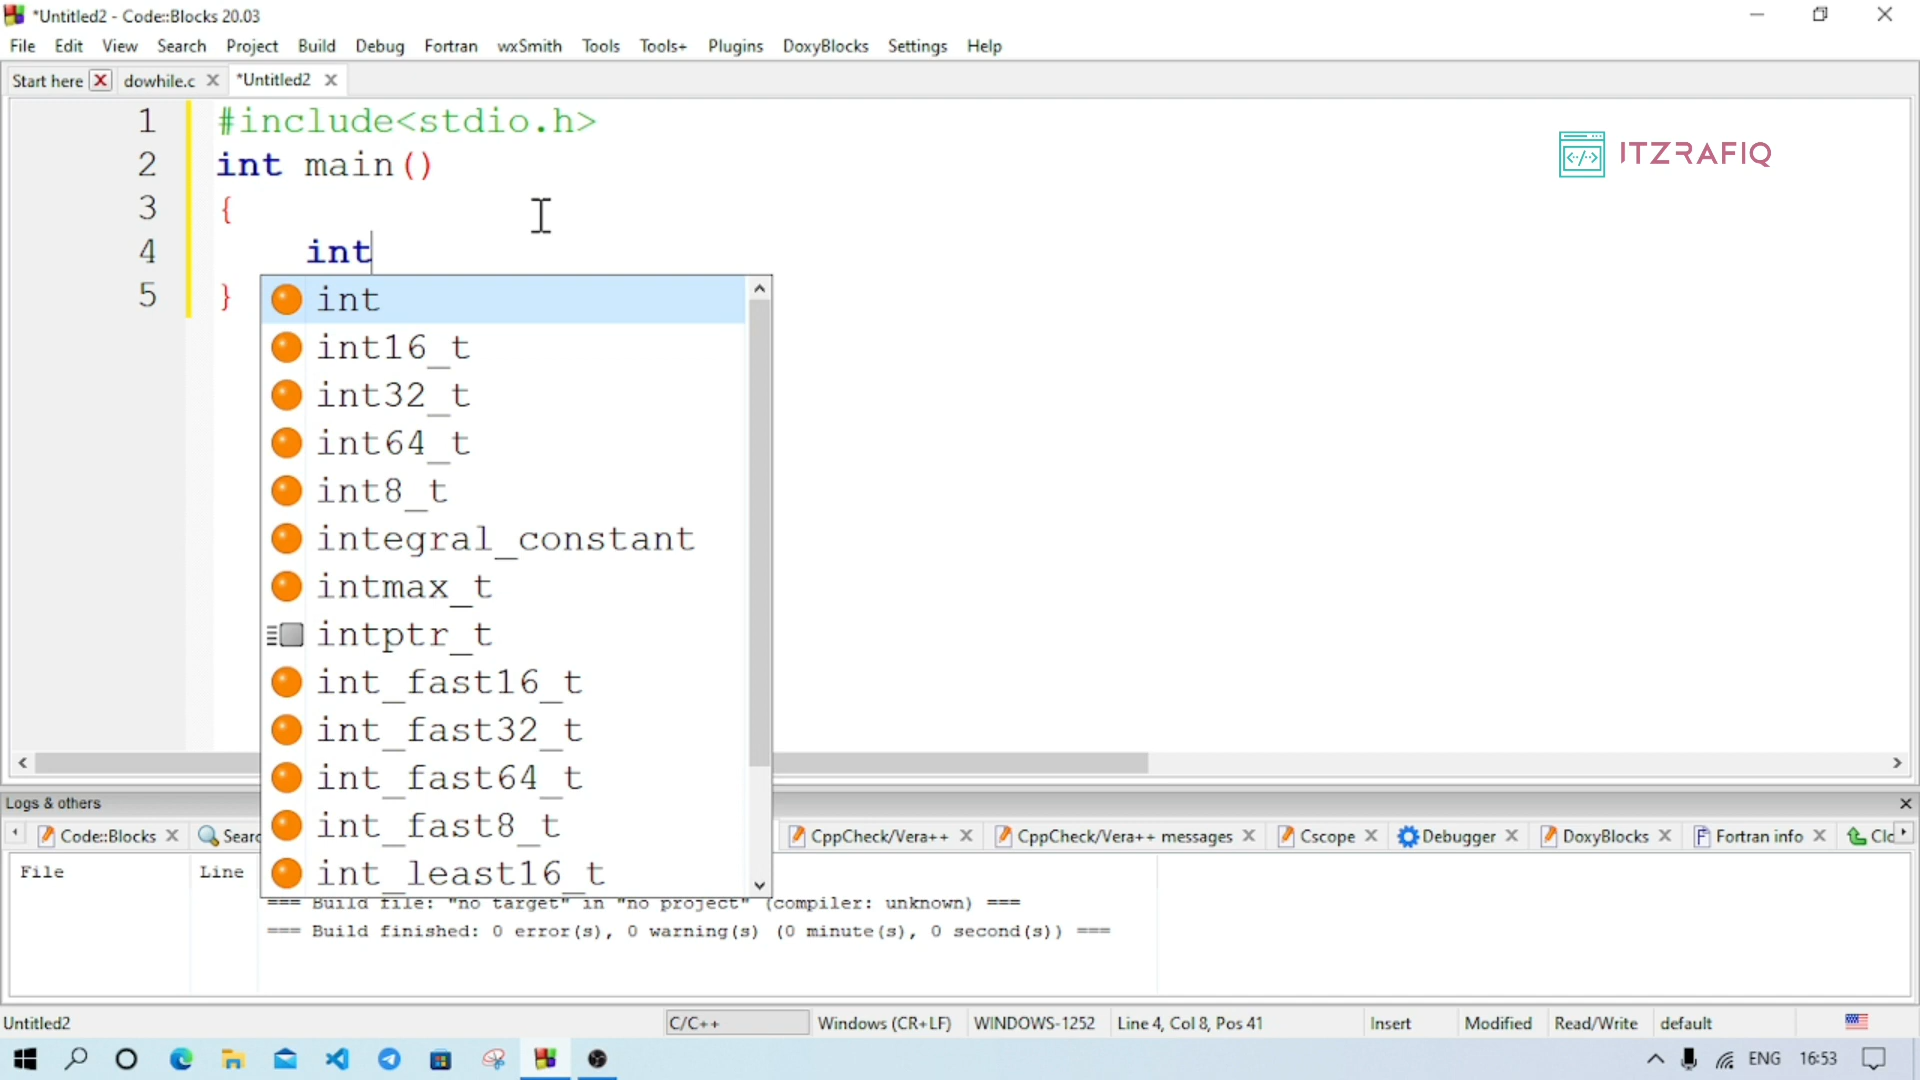 *Untitled2 - Code::Blocks 20.03
File Edit View Search Project Build Debug Fortran wxSmith Tools Tools+ Plugins DoxyBlocks Settings Help
Start here dowhile.c *Untitled2
1 #include<stdio.h>
2 int main()
3 {
4 int
5 }
ITZRAFIQ
int
int16_t
int32_t
int64_t
int8_t
integral_constant
intmax_t
intptr_t
int_fast16_t
int_fast32_t
int_fast64_t
int_fast8_t
int_least16_t
Logs & others
Code::Blocks Searc CppCheck/Vera++ CppCheck/Vera++ messages Cscope Debugger DoxyBlocks Fortran info Clo
File Line
=== Build file: "no target" in "no project" (compiler: unknown) ===
=== Build finished: 0 error(s), 0 warning(s) (0 minute(s), 0 second(s)) ===
Untitled2 C/C++ Windows (CR+LF) WINDOWS-1252 Line 4, Col 8, Pos 41 Insert Modified Read/Write default
ENG 16:53